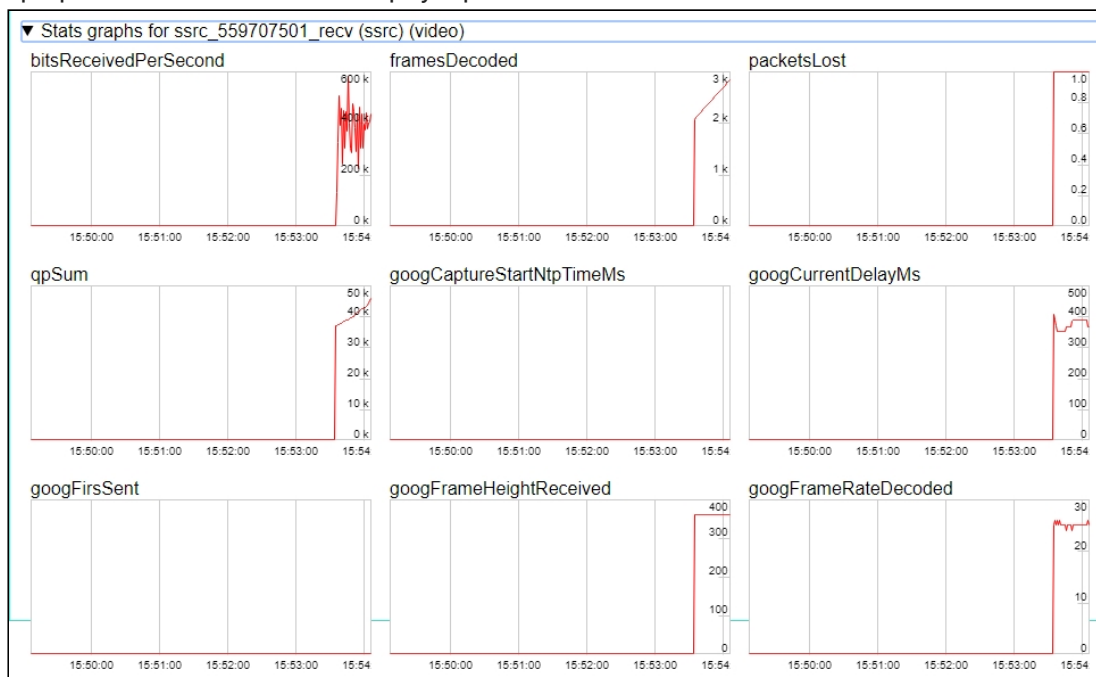 ▼ Stats graphs for ssrc_559707501_recv (ssrc) (video)
bitsReceivedPerSecond
600 k
400 k
200 k
0 k
15:50:00 15:51:00 15:52:00 15:53:00 15:54
framesDecoded
3 k
2 k
1 k
0 k
15:50:00 15:51:00 15:52:00 15:53:00 15:54
packetsLost
1.0
0.8
0.6
0.4
0.2
0.0
15:50:00 15:51:00 15:52:00 15:53:00 15:54
qpSum
50 k
40 k
30 k
20 k
10 k
0 k
15:50:00 15:51:00 15:52:00 15:53:00 15:54
googCaptureStartNtpTimeMs
15:50:00 15:51:00 15:52:00 15:53:00 15:54
googCurrentDelayMs
500
400
300
200
100
0
15:50:00 15:51:00 15:52:00 15:53:00 15:54
googFirsSent
15:50:00 15:51:00 15:52:00 15:53:00 15:54
googFrameHeightReceived
400
300
200
100
0
15:50:00 15:51:00 15:52:00 15:53:00 15:54
googFrameRateDecoded
30
20
10
0
15:50:00 15:51:00 15:52:00 15:53:00 15:54